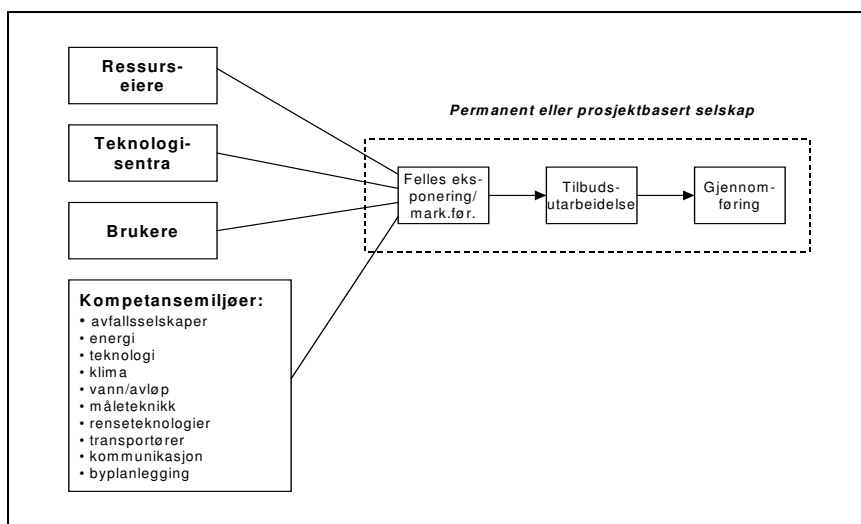 Ressurs-
eiere
Teknologi-
sentra
Brukere
Kompetansemiljøer:
• avfallsselskaper
• energi
• teknologi
• klima
• vann/avløp
• måleteknikk
• renseteknologier
• transportører
• kommunikasjon
• byplanlegging
Permanent eller prosjektbasert selskap
Felles eks-
ponering/
mark.før.
Tilbuds-
utarbeidelse
Gjennom-
føring